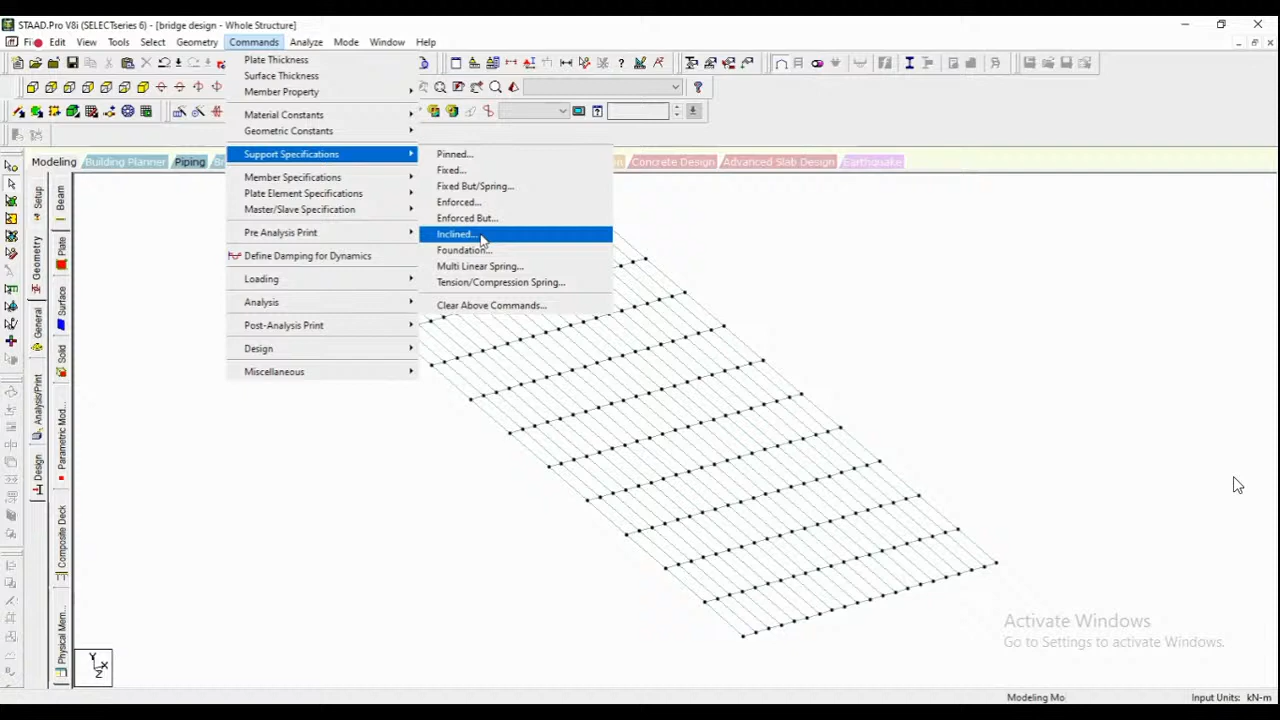 STAAD.Pro V8i (SELECTseries 6) - [bridge design - Whole Structure]
Edit View Tools Select Geometry Commands Analyze Mode Window Help
Plate Thickness
Surface Thickness
Member Property
Material Constants
Geometric Constants
Support Specifications
Member Specifications
Plate Element Specifications
Master/Slave Specification
Pre Analysis Print
Define Damping for Dynamics
Loading
Analysis
Post-Analysis Print
Design
Miscellaneous
Pinned...
Fixed...
Fixed But/Spring...
Enforced...
Enforced But...
Inclined...
Foundation...
Multi Linear Spring...
Tension/Compression Spring...
Clear Above Commands...
Modeling Building Planner Piping Concrete Design Advanced Slab Design Earthquake
Setup
Geometry
General
Analysis/Print
Design
Beam
Plate
Surface
Solid
Parametric Mod...
Composite Deck
Physical Mem...
Y
X
Z
Activate Windows
Go to Settings to activate Windows.
Modeling Mo Input Units: kN-m